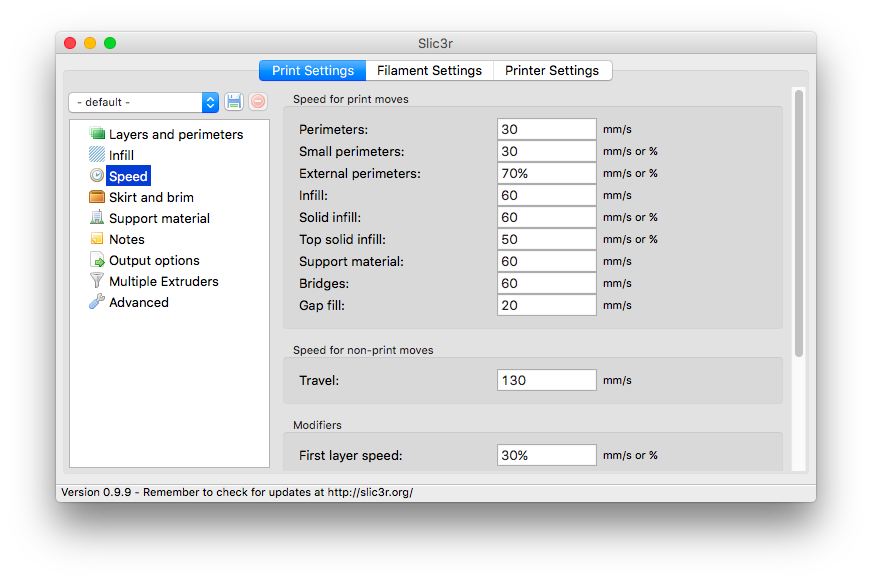 Slic3r
Print Settings Filament Settings Printer Settings
- default -
Layers and perimeters
Infill
Speed
Skirt and brim
Support material
Notes
Output options
Multiple Extruders
Advanced
Speed for print moves
Perimeters: 30 mm/s
Small perimeters: 30 mm/s or %
External perimeters: 70% mm/s or %
Infill: 60 mm/s
Solid infill: 60 mm/s or %
Top solid infill: 50 mm/s or %
Support material: 60 mm/s
Bridges: 60 mm/s
Gap fill: 20 mm/s
Speed for non-print moves
Travel: 130 mm/s
Modifiers
First layer speed: 30% mm/s or %
Version 0.9.9 - Remember to check for updates at http://slic3r.org/